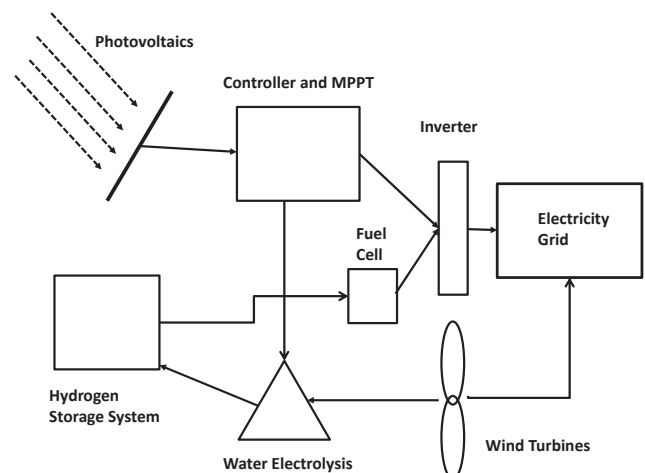 Photovoltaics
Controller and MPPT
Inverter
Electricity
Grid
Fuel
Cell
Hydrogen
Storage System
Wind Turbines
Water Electrolysis